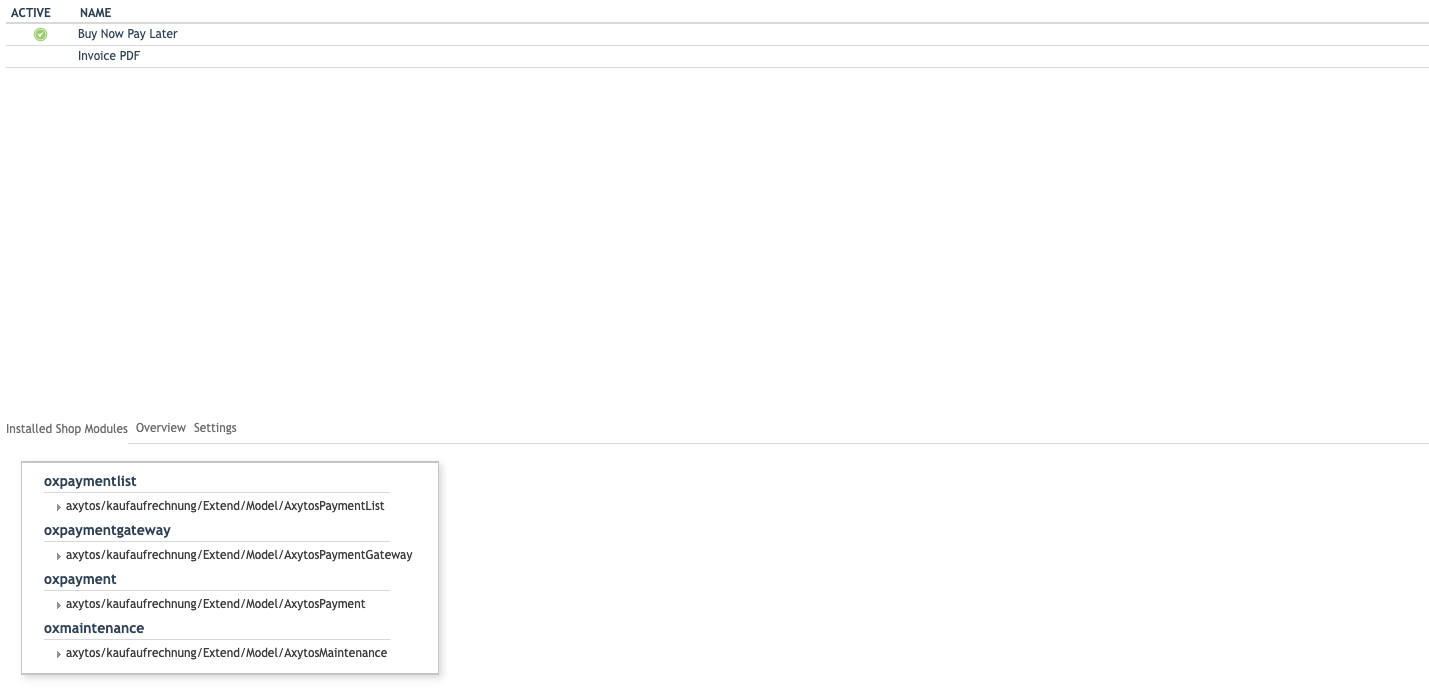 ACTIVE NAME
Buy Now Pay Later
Invoice PDF
Installed Shop Modules Overview Settings
oxpaymentlist
axytos/kaufaufrechnung/Extend/Model/AxytosPaymentList
oxpaymentgateway
axytos/kaufaufrechnung/Extend/Model/AxytosPaymentGateway
oxpayment
axytos/kaufaufrechnung/Extend/Model/AxytosPayment
oxmaintenance
axytos/kaufaufrechnung/Extend/Model/AxytosMaintenance